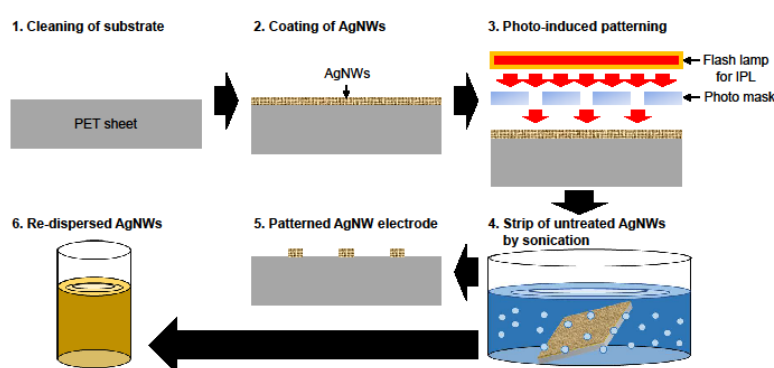 1. Cleaning of substrate
2. Coating of AgNWs
3. Photo-induced patterning
AgNWs
Flash lamp
for IPL
Photo mask
PET sheet
6. Re-dispersed AgNWs
5. Patterned AgNW electrode
4. Strip of untreated AgNWs
by sonication